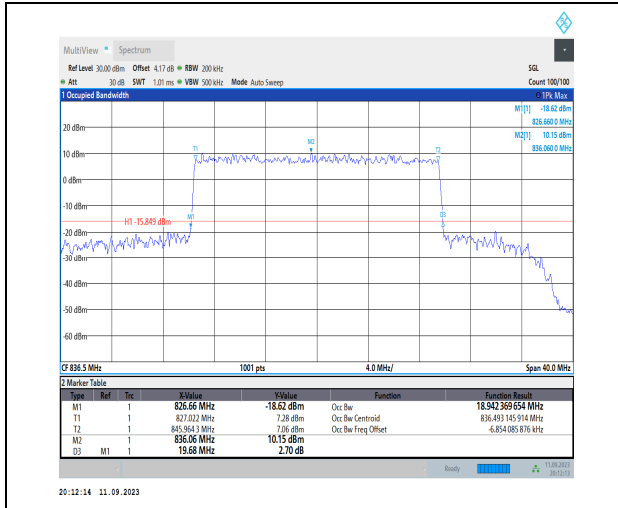 MultiView Spectrum
Ref Level 30.00 dBm Offset 4.17 dB RBW 200 kHz SGL
Att 30 dB SWT 1.01 ms VBW 500 kHz Mode Auto Sweep Count 100/100
1 Occupied Bandwidth 1Pk Max
M1[1] -18.62 dBm
826.660 0 MHz
M2[1] 10.15 dBm
836.060 0 MHz
20 dBm
M2
10 dBm T1 T2
0 dBm
-10 dBm
H1 -15.849 dBm M1 D3
-20 dBm
-30 dBm
-40 dBm
-50 dBm
-60 dBm
CF 836.5 MHz 1001 pts 4.0 MHz/ Span 40.0 MHz
2 Marker Table
Type Ref Trc X-Value Y-Value Function Function Result
M1 1 826.66 MHz -18.62 dBm Occ Bw 18.942 369 654 MHz
T1 1 827.022 MHz 7.28 dBm Occ Bw Centroid 836.493 145 914 MHz
T2 1 845.964 3 MHz 7.06 dBm Occ Bw Freq Offset -6.854 085 876 kHz
M2 1 836.06 MHz 10.15 dBm
D3 M1 1 19.68 MHz 2.70 dB
Ready 11.09.2023
20:12:13
20:12:14 11.09.2023